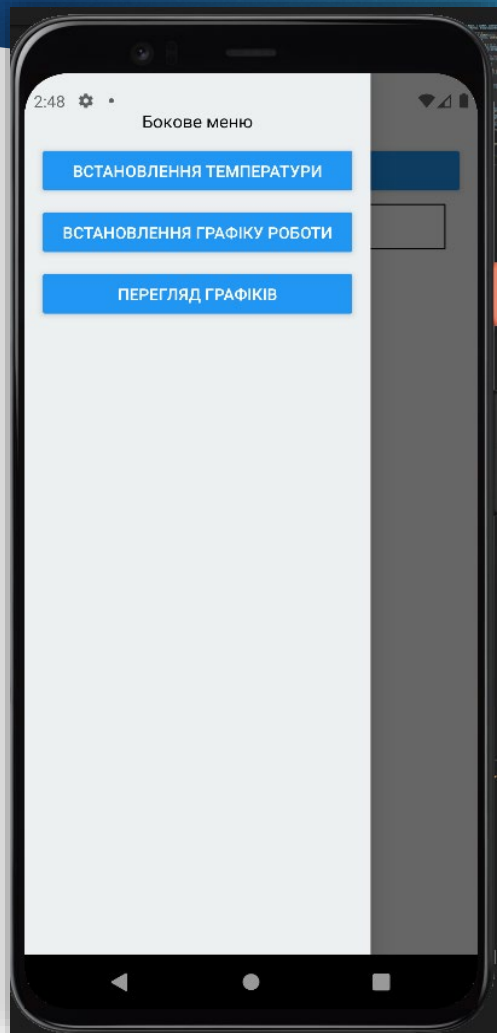 2:48
Бокове меню
ВСТАНОВЛЕННЯ ТЕМПЕРАТУРИ
ВСТАНОВЛЕННЯ ГРАФІКУ РОБОТИ
ПЕРЕГЛЯД ГРАФІКІВ